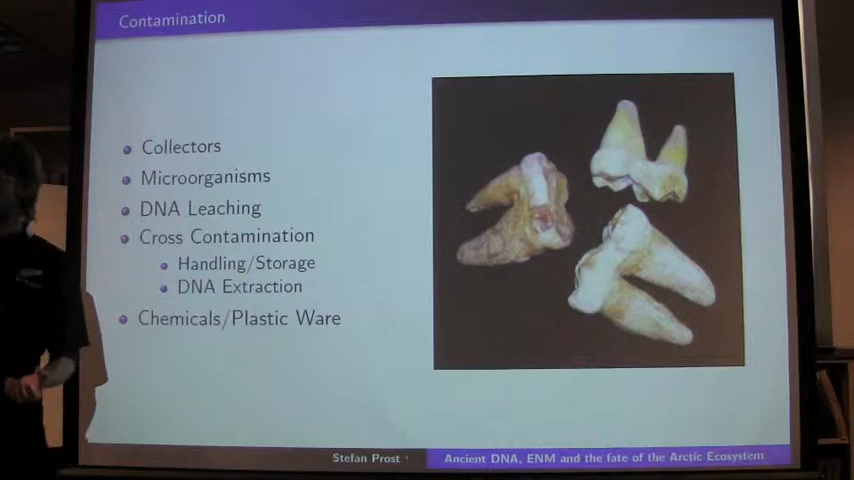 Contamination
Collectors
Microorganisms
DNA Leaching
Cross Contamination
Handling/Storage
DNA Extraction
Chemicals/Plastic Ware
Stefan Prost
Ancient DNA, ENM and the fate of the Arctic Ecosystem